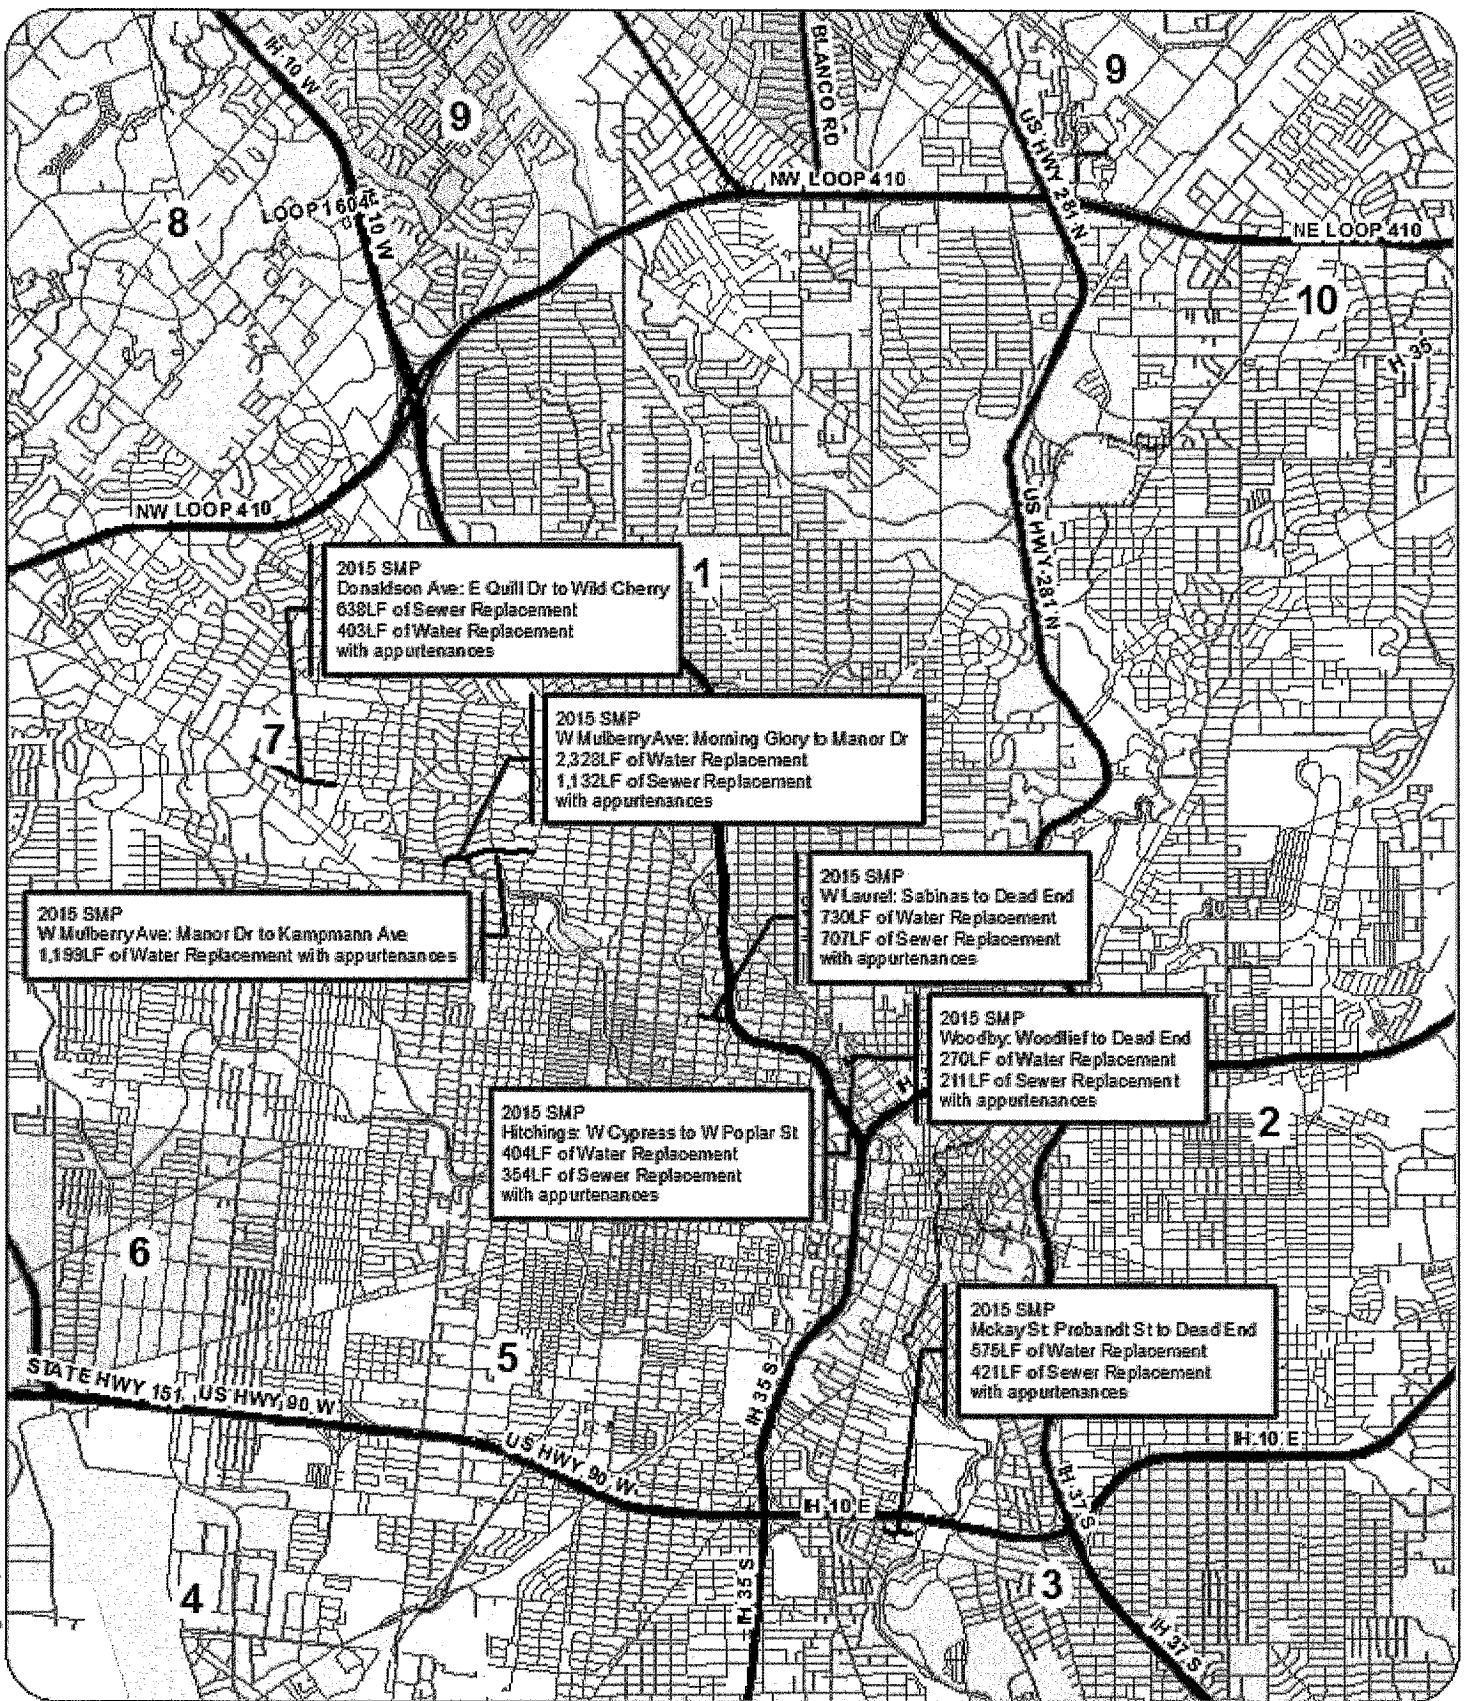 IH 10 W
BLANCO RD
9
9
US HWY 281 N
NW LOOP 410
8
LOOP 1604
10 W
NE LOOP 410
10
IH 35
NW LOOP 410
US HWY 281 N
2015 SMP
Donaldson Ave: E Quill Dr to Wild Cherry
638LF of Sewer Replacement
403LF of Water Replacement
with appurtenances
1
2015 SMP
W Mulberry Ave: Morning Glory to Manor Dr
2,328LF of Water Replacement
1,132LF of Sewer Replacement
with appurtenances
7
2015 SMP
W Laurel: Sabinas to Dead End
730LF of Water Replacement
707LF of Sewer Replacement
with appurtenances
2015 SMP
W Mulberry Ave: Manor Dr to Kampmann Ave
1,199LF of Water Replacement with appurtenances
2015 SMP
Woodby: Woodlief to Dead End
270LF of Water Replacement
211LF of Sewer Replacement
with appurtenances
2015 SMP
Hitchings: W Cypress to W Poplar St
404LF of Water Replacement
354LF of Sewer Replacement
with appurtenances
IH
2
6
2015 SMP
Mckay St: Probandt St to Dead End
575LF of Water Replacement
421LF of Sewer Replacement
with appurtenances
5
STATE HWY 151
US HWY 90 W
IH 35 S
US HWY 90 W
IH 10 E
IH 10 E
IH 37 S
4
IH 35 S
3
IH 37 S